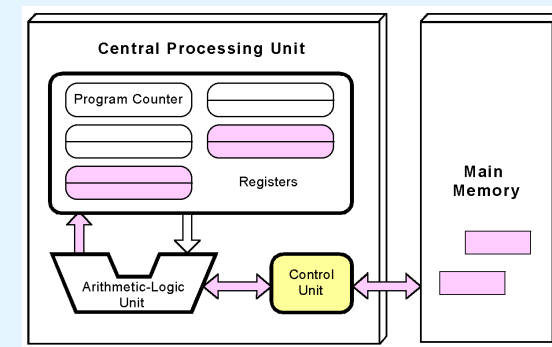 Central Processing Unit
Program Counter
Registers
Main
Memory
Arithmetic-Logic
Unit
Control
Unit